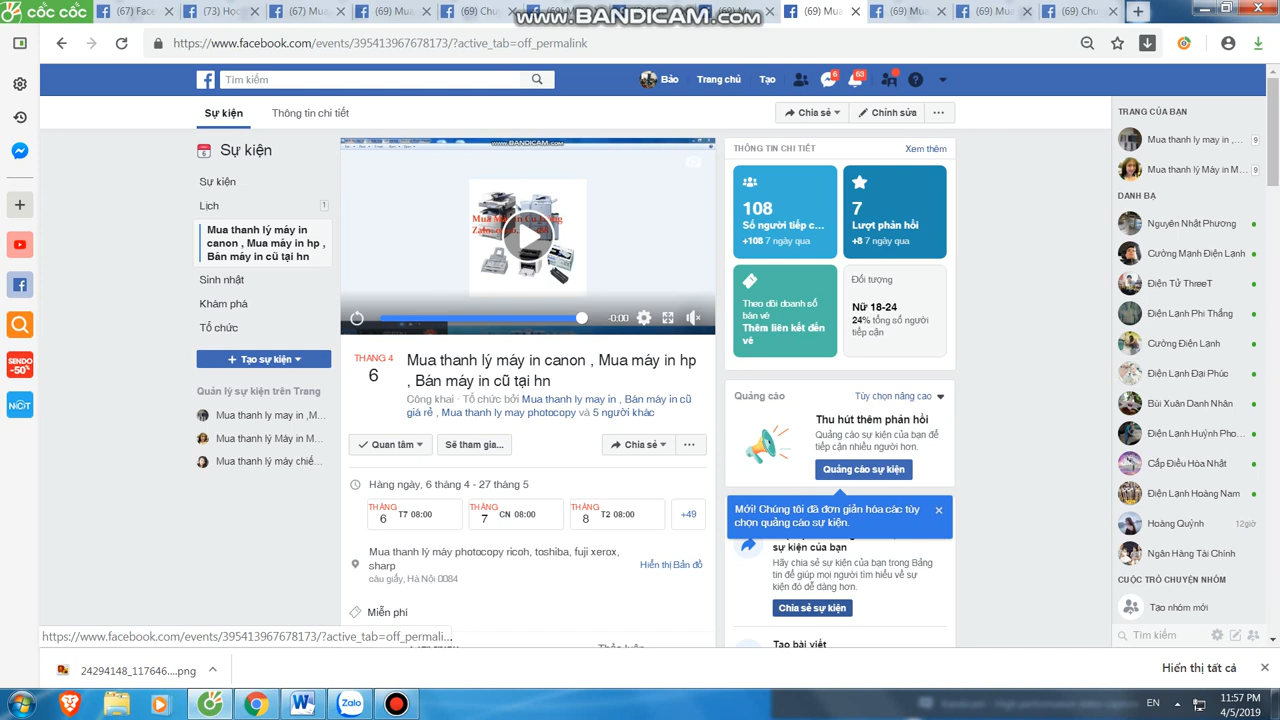 cốc cốc
(67) Face
(73) Học
(67) Mu
(69) Mu
(69) Chu
(69) Mu
(69) Mu
(69) Mu
(69) Chu
www.BANDICAM.com
https://www.facebook.com/events/395413967678173/?active_tab=off_permalink
Tìm kiếm
Bảo
Trang chủ
Tạo
6
63
Sự kiện
Thông tin chi tiết
Chia sẻ
Chỉnh sửa
Sự kiện
Sự kiện
Lịch
1
Mua thanh lý máy in
canon , Mua máy in hp ,
Bán máy in cũ tại hn
Sinh nhật
Khám phá
Tổ chức
Tạo sự kiện
Quản lý sự kiện trên Trang
Mua thanh ly may in ,M...
Mua thanh lý Máy in M...
Mua thanh lý máy chiế...
www.BANDICAM.com
-0:00
THÁNG 4
6
Mua thanh lý máy in canon , Mua máy in hp
, Bán máy in cũ tại hn
Công khai · Tổ chức bởi Mua thanh ly may in , Bán máy in cũ
giá rẻ , Mua thanh ly may photocopy và 5 người khác
Quan tâm
Sẽ tham gia...
Chia sẻ
Hàng ngày, 6 tháng 4 - 27 tháng 5
THÁNG
6
T7 08:00
THÁNG
7
CN 08:00
THÁNG
8
T2 08:00
+49
Mua thanh lý máy photocopy ricoh, toshiba, fuji xerox,
sharp
câu giấy, Hà Nội 0084
Hiển thị Bản đồ
Miễn phí
THÔNG TIN CHI TIẾT
Xem thêm
108
Số người tiếp c...
+108 7 ngày qua
7
Lượt phản hồi
+8 7 ngày qua
Theo dõi doanh số
bán vé
Thêm liên kết đến
vé
Đối tượng
Nữ 18-24
24% tổng số người
tiếp cận
Quảng cáo
Tùy chọn nâng cao
Thu hút thêm phản hồi
Quảng cáo sự kiện của bạn để
tiếp cận nhiều người hơn.
Quảng cáo sự kiện
Mới! Chúng tôi đã đơn giản hóa các tùy
chọn quảng cáo sự kiện.
sự kiện của bạn
Hãy chia sẻ sự kiện của bạn trong Bảng
tin để giúp mọi người tìm hiểu về sự
kiện đó dễ dàng hơn.
Chia sẻ sự kiện
Tạo bài viết
TRANG CỦA BẠN
Mua thanh ly may in ,...
9
Mua thanh lý Máy in M...
9
DANH BẠ
Nguyên Nhật Phương
Cường Mạnh Điện Lạnh
Điện Tử ThreeT
Điện Lạnh Phi Thắng
Cường Điện Lạnh
Điện Lạnh Đại Phúc
Bùi Xuân Danh Nhân
Điện Lạnh Huỳnh Pho...
Cấp Điều Hòa Nhật
Điện Lạnh Hoàng Nam
Hoàng Quỳnh
12giờ
Ngân Hàng Tài Chính
CUỘC TRÒ CHUYỆN NHÓM
Tạo nhóm mới
Tìm kiếm
SENDO
-50%
NCT
https://www.facebook.com/events/395413967678173/?active_tab=off_permali...
24294148_117646....png
Hiển thị tất cả
Zalo
EN
11:57 PM
4/5/2019